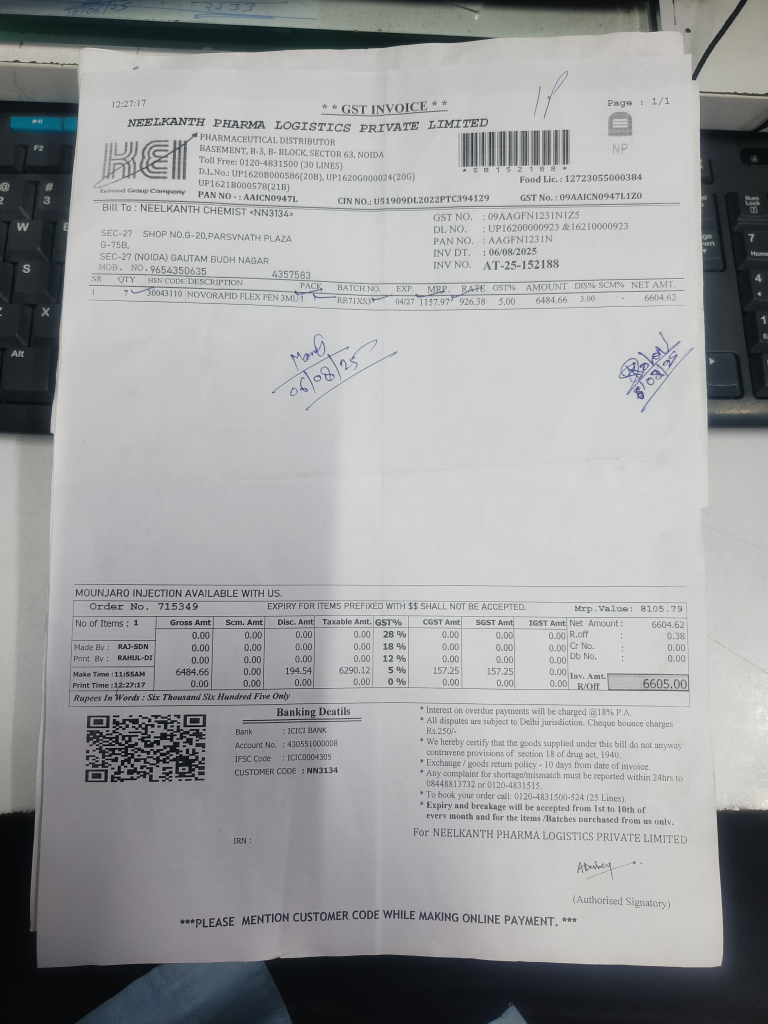 12:27:17
** GST INVOICE **
Page : 1/1
NEELKANTH PHARMA LOGISTICS PRIVATE LIMITED
KEI
Esteemed Group Company
PHARMACEUTICAL DISTRIBUTOR
BASEMENT, B-3, B- BLOCK, SECTOR 63, NOIDA
Toll Free: 0120-4831500 (30 LINES)
D.L.No.: UP1620B000586(20B), UP1620G000024(20G)
UP1621B000578(21B)
PAN NO - : AAICN0947L
CIN NO.: U51909DL2022PTC394129
*SB152188*
NP
Food Lic. : 12723055000384
GST No. : 09AAICN0947L1Z0
Bill To : NEELKANTH CHEMIST <NN3134>
SEC-27 SHOP NO.G-20,PARSVNATH PLAZA
G-75B,
SEC-27 (NOIDA) GAUTAM BUDH NAGAR
MOB. NO.9654350635 4357583
GST NO. : 09AAGFN1231N1Z5
DL NO. : UP16200000923 &16210000923
PAN NO. : AAGFN1231N
INV DT. : 06/08/2025
INV NO. AT-25-152188
SR QTY HSN CODE DESCRIPTION PACK BATCH NO. EXP. MRP. RATE GST% AMOUNT DIS% SCM% NET AMT.
1 7 30043110 NOVORAPID FLEX PEN 3ML RR71XS3 04/27 1157.97 926.38 5.00 6484.66 3.00 - 6604.62
06/08/25
MOUNJARO INJECTION AVAILABLE WITH US.
Order No. 715349 EXPIRY FOR ITEMS PREFIXED WITH $$ SHALL NOT BE ACCEPTED. Mrp.Value: 8105.79
No of Items : 1 Gross Amt Scm. Amt Disc. Amt Taxable Amt. GST% CGST Amt SGST Amt IGST Amt Net Amount: 6604.62
0.00 0.00 0.00 0.00 28 % 0.00 0.00 0.00 R.off : 0.38
Made By : RAJ-SDN 0.00 0.00 0.00 0.00 18 % 0.00 0.00 0.00 Cr No. : 0.00
Print By : RAHUL-DI 0.00 0.00 0.00 0.00 12 % 0.00 0.00 0.00 Db No. : 0.00
Make Time :11:55AM 6484.66 0.00 194.54 6290.12 5 % 157.25 157.25 0.00 Inv. Amt.
Print Time :12:27:17 0.00 0.00 0.00 0.00 0 % 0.00 0.00 0.00 R/Off 6605.00
Rupees In Words : Six Thousand Six Hundred Five Only
Banking Deatils
Bank : ICICI BANK
Account No. : 430551000008
IFSC Code : ICIC0004305
CUSTOMER CODE : NN3134
IRN :
* Interest on overdue payments will be charged @18% P.A.
* All disputes are subject to Delhi jurisdiction. Cheque bounce charges
Rs.250/-
* We hereby certify that the goods supplied under this bill do not anyway
contravene provisions of section 18 of drug act, 1940.
* Exchange / goods return policy - 10 days from date of invoice.
* Any complaint for shortage/mismatch must be reported within 24hrs to
08448813732 or 0120-4831515.
* To book your order call: 0120-4831500-524 (25 Lines).
* Expiry and breakage will be accepted from 1st to 10th of
every month and for the items /Batches purchased from us only.
For NEELKANTH PHARMA LOGISTICS PRIVATE LIMITED
(Authorised Signatory)
***PLEASE MENTION CUSTOMER CODE WHILE MAKING ONLINE PAYMENT. ***